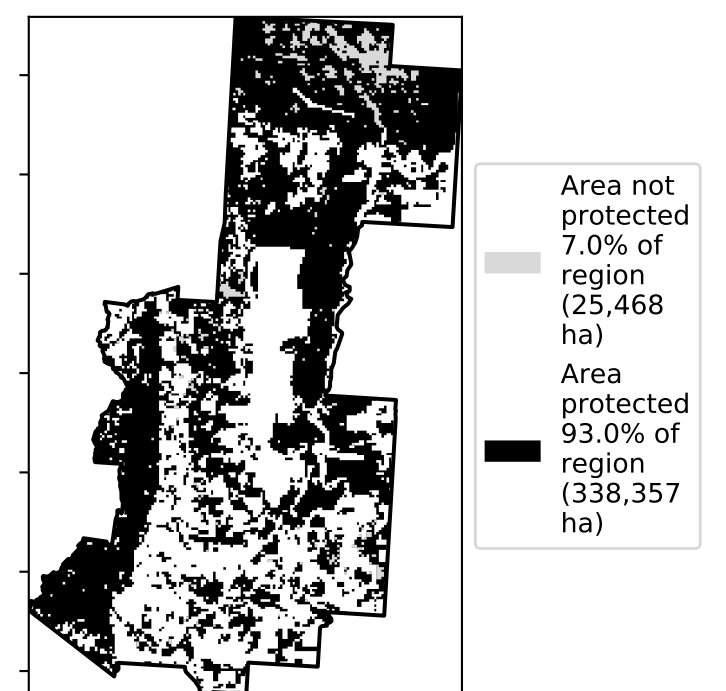 Area not
protected
7.0% of
region
(25,468
ha)
Area
protected
93.0% of
region
(338,357
ha)